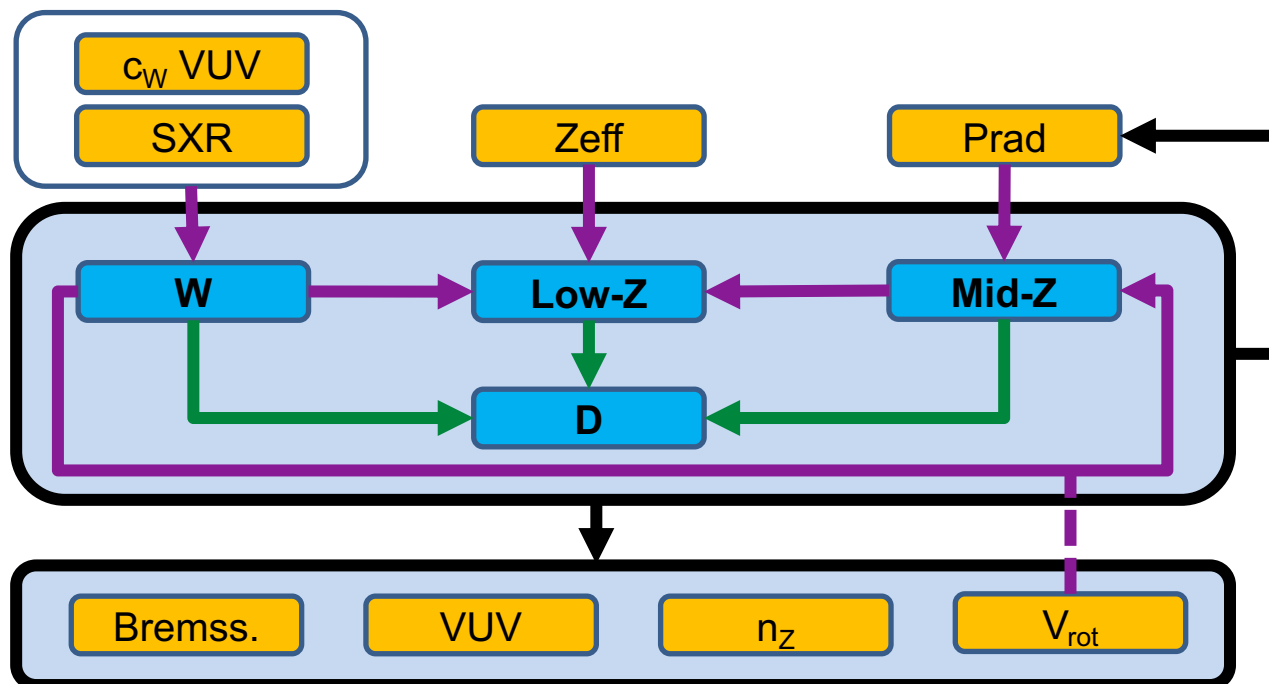 c_W VUV
SXR
Zeff
Prad
W
Low-Z
Mid-Z
D
Bremss.
VUV
n_Z
V_rot